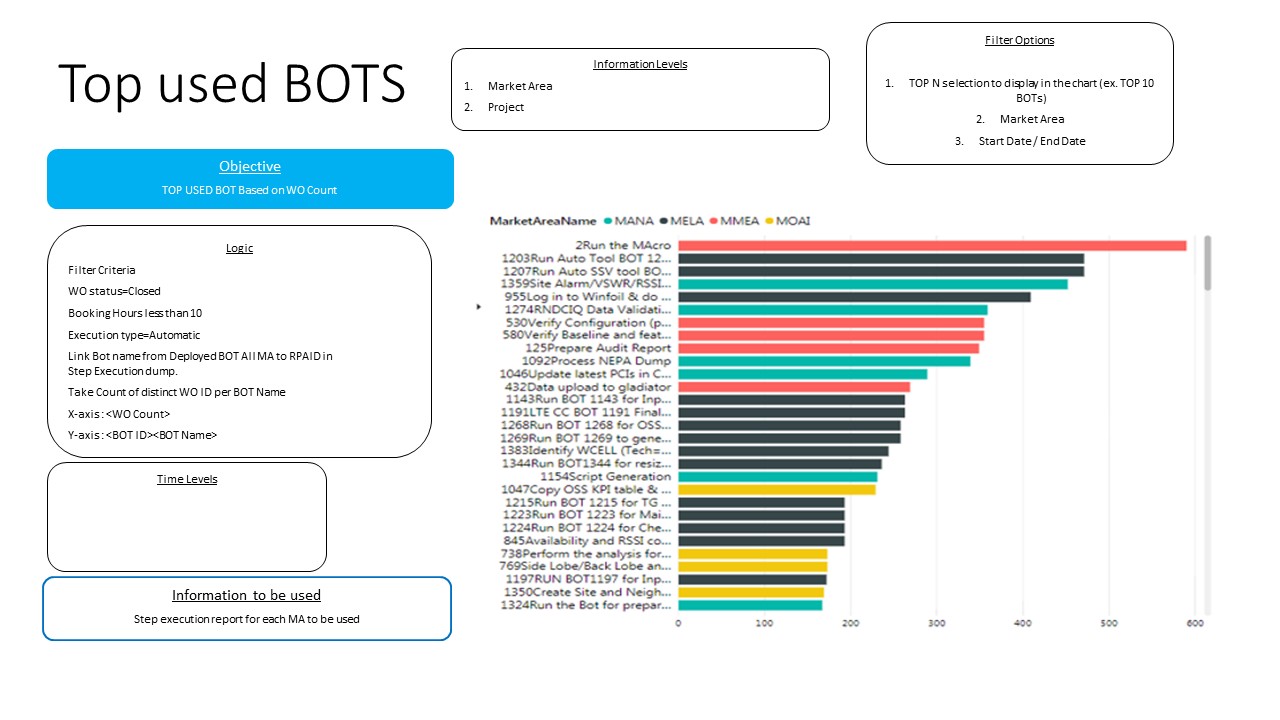 Top used BOTS
Information Levels
1. Market Area
2. Project
Filter Options
1. TOP N selection to display in the chart (ex. TOP 10
BOTs)
2. Market Area
3. Start Date / End Date
Objective
TOP USED BOT Based on WO Count
Logic
Filter Criteria
WO status=Closed
Booking Hours less than 10
Execution type=Automatic
Link Bot name from Deployed BOT All MA to RPAID in
Step Execution dump.
Take Count of distinct WO ID per BOT Name
X-axis : <WO Count>
Y-axis : <BOT ID><BOT Name>
Time Levels
Information to be used
Step execution report for each MA to be used
MarketAreaName MANA MELA MMEA MOAI
2Run the MAcro
1203Run Auto Tool BOT 12...
1207Run Auto SSV tool BO...
1359Site Alarm/VSWR/RSSI...
955Log in to Winfoil & do ...
1274RNDCIQ Data Validati...
530Verify Configuration (p...
580Verify Baseline and feat...
125Prepare Audit Report
1092Process NEPA Dump
1046Update latest PCIs in C...
432Data upload to gladiator
1143Run BOT 1143 for Inp...
1191LTE CC BOT 1191 Final...
1268Run BOT 1268 for OSS...
1269Run BOT 1269 to gene...
1383Identify WCELL (Tech=...
1344Run BOT1344 for resiz...
1154Script Generation
1047Copy OSS KPI table & ...
1215Run BOT 1215 for TG ...
1223Run BOT 1223 for Mai...
1224Run BOT 1224 for Che...
845Availability and RSSI co...
738Perform the analysis for...
769Side Lobe/Back Lobe an...
1197RUN BOT1197 for Inp...
1350Create Site and Neigh...
1324Run the Bot for prepar...
0 100 200 300 400 500 600